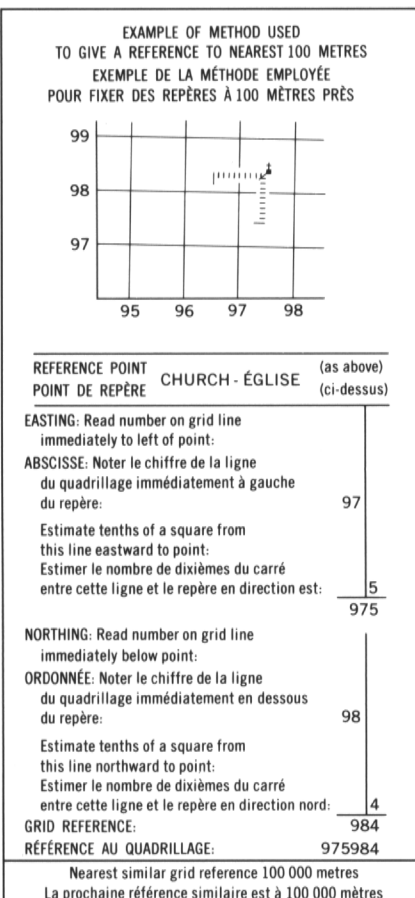 EXAMPLE OF METHOD USED
TO GIVE A REFERENCE TO NEAREST 100 METRES
EXEMPLE DE LA MÉTHODE EMPLOYÉE
POUR FIXER DES REPÈRES À 100 MÈTRES PRÈS
99
98
97
95 96 97 98
REFERENCE POINT
POINT DE REPÈRE
CHURCH - ÉGLISE
(as above)
(ci-dessus)
EASTING: Read number on grid line
immediately to left of point:
ABSCISSE: Noter le chiffre de la ligne
du quadrillage immédiatement à gauche
du repère: 97
Estimate tenths of a square from
this line eastward to point:
Estimer le nombre de dixièmes du carré
entre cette ligne et le repère en direction est: 5
975
NORTHING: Read number on grid line
immediately below point:
ORDONNÉE: Noter le chiffre de la ligne
du quadrillage immédiatement en dessous
du repère: 98
Estimate tenths of a square from
this line northward to point:
Estimer le nombre de dixièmes du carré
entre cette ligne et le repère en direction nord: 4
GRID REFERENCE: 984
RÉFÉRENCE AU QUADRILLAGE: 975984
Nearest similar grid reference 100 000 metres
La prochaine référence similaire est à 100 000 mètres